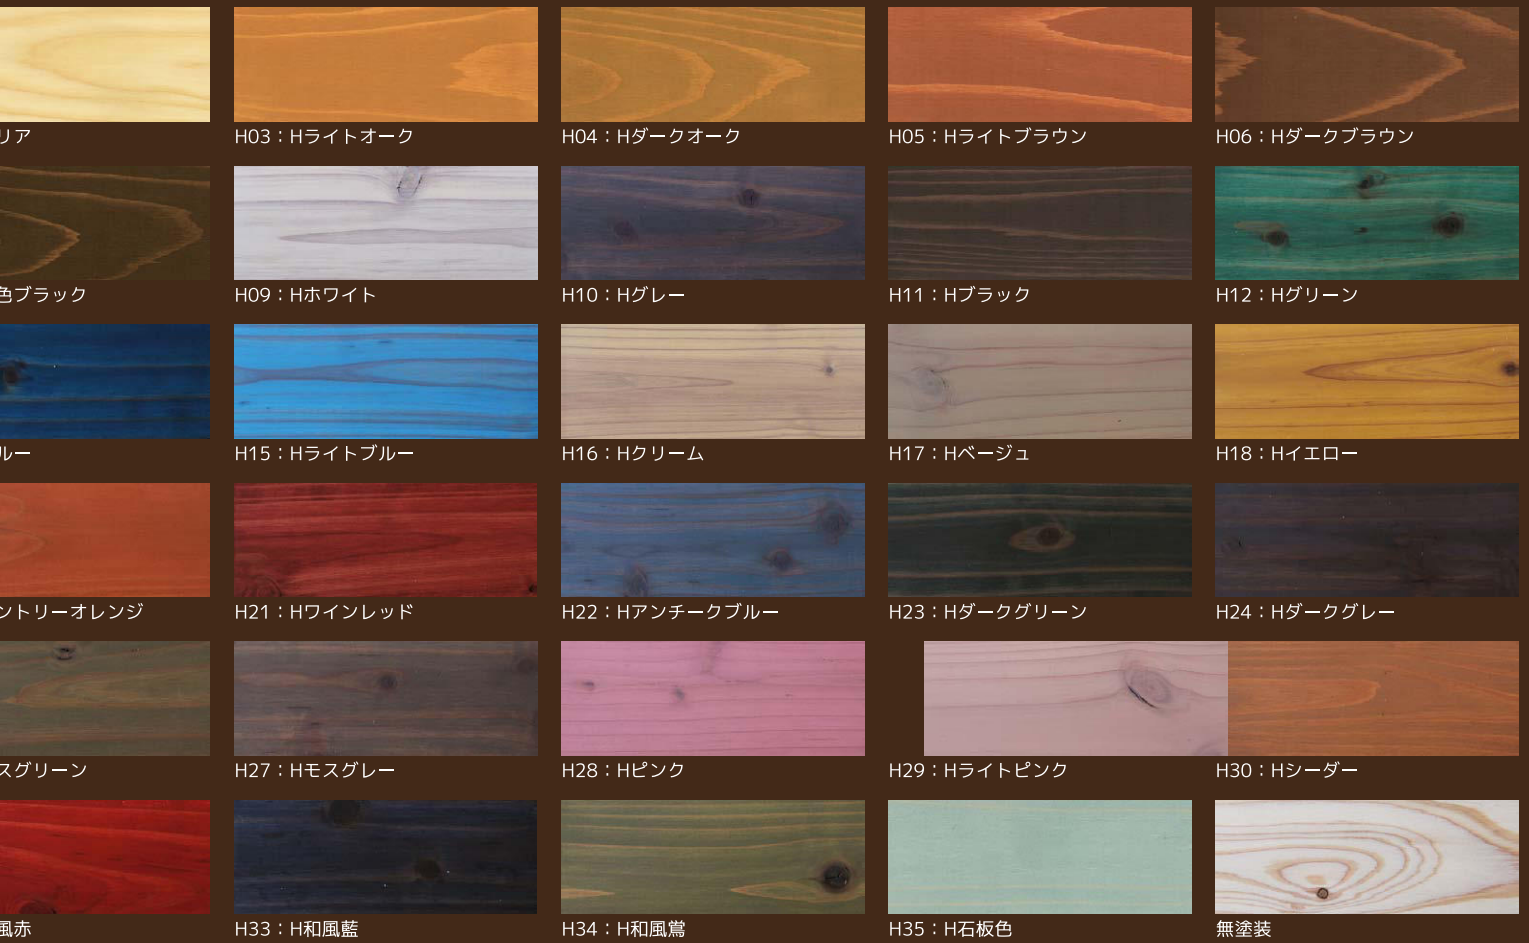 リア
H03：Hライトオーク
H04：Hダークオーク
H05：Hライトブラウン
H06：Hダークブラウン
色ブラック
H09：Hホワイト
H10：Hグレー
H11：Hブラック
H12：Hグリーン
ルー
H15：Hライトブルー
H16：Hクリーム
H17：Hベージュ
H18：Hイエロー
ントリーオレンジ
H21：Hワインレッド
H22：Hアンチークブルー
H23：Hダークグリーン
H24：Hダークグレー
スグリーン
H27：Hモスグレー
H28：Hピンク
H29：Hライトピンク
H30：Hシーダー
風赤
H33：H和風藍
H34：H和風鴬
H35：H石板色
無塗装